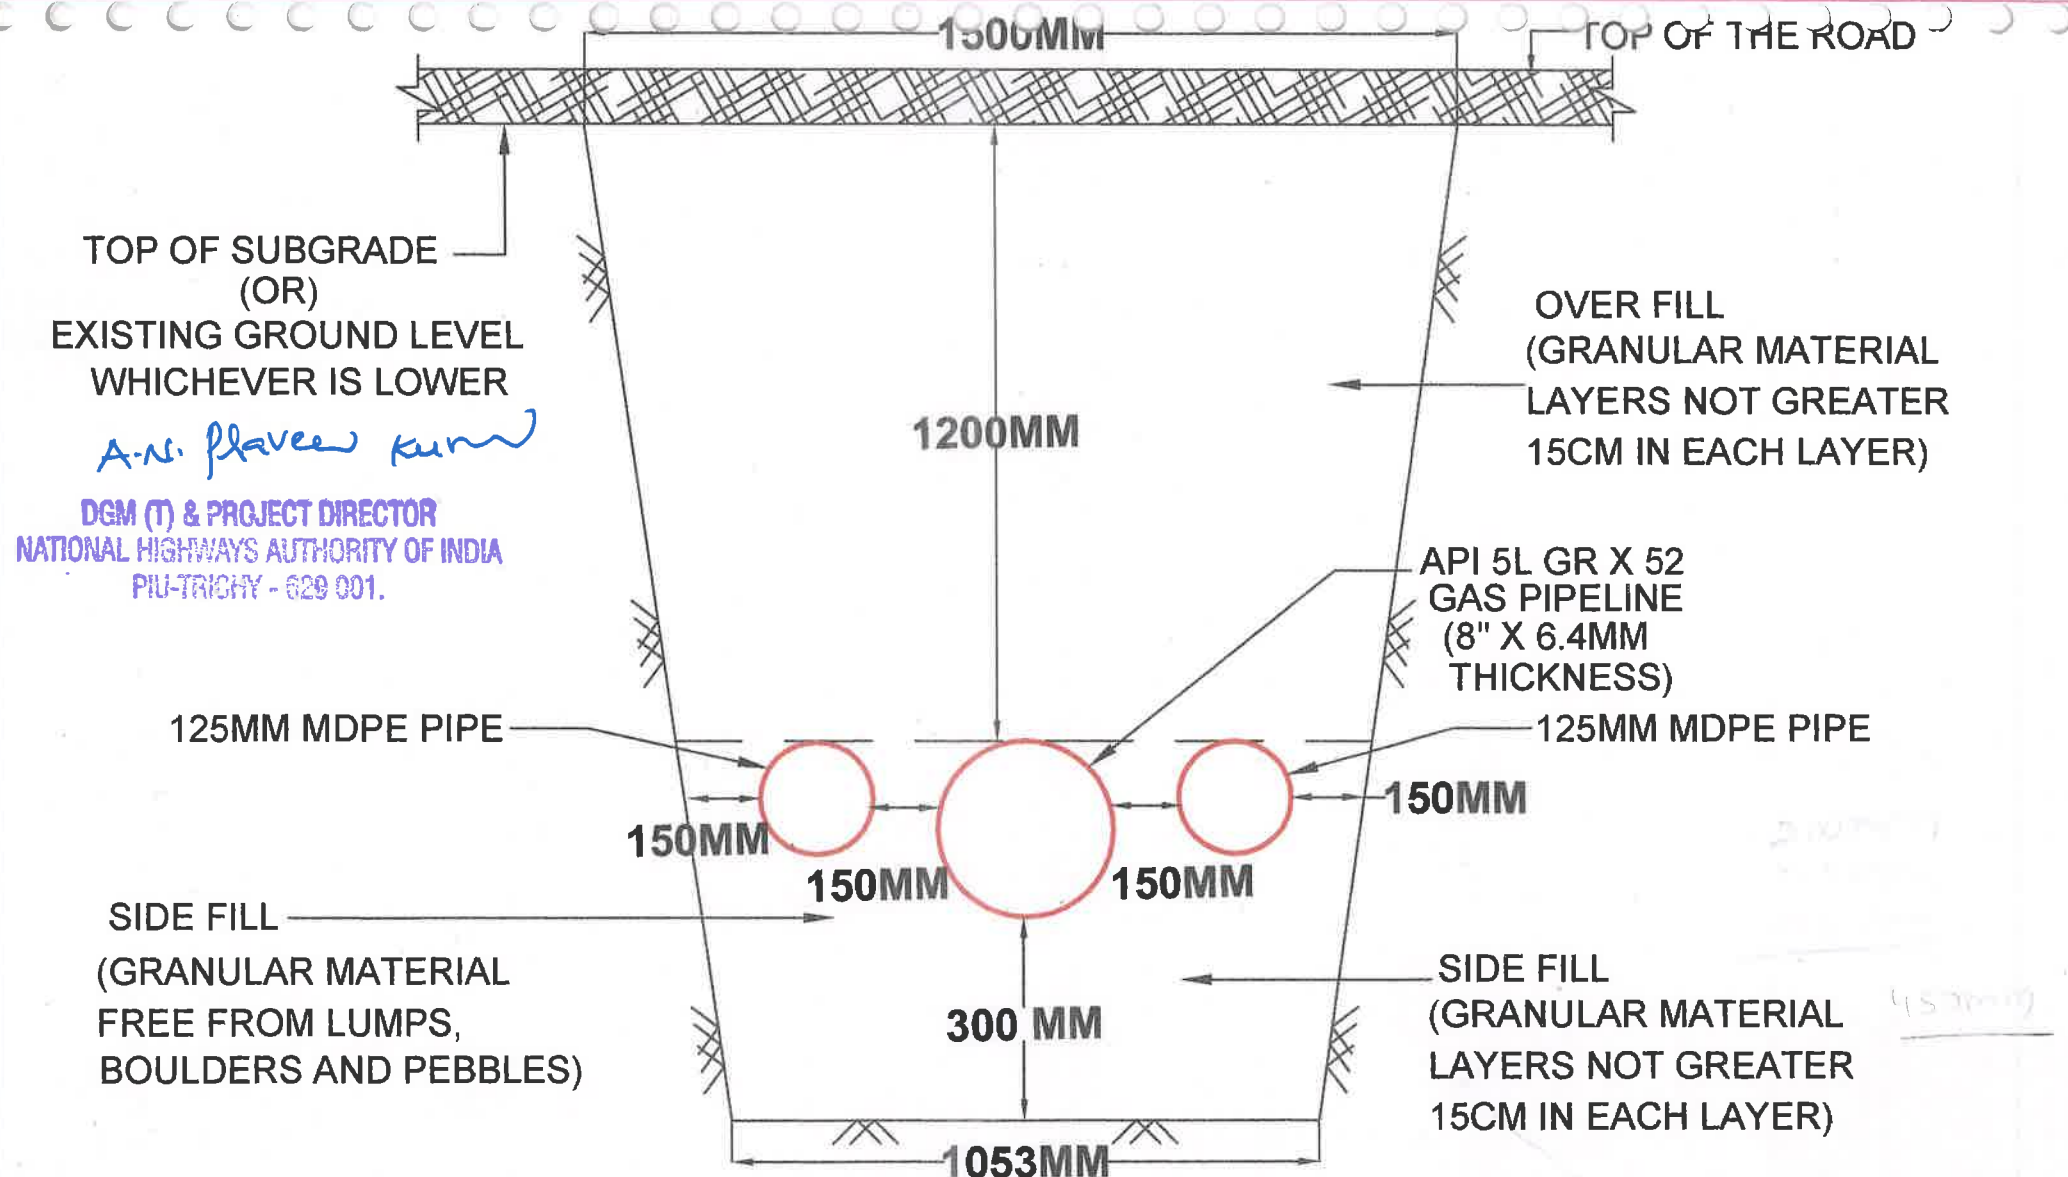 1500MM
TOP OF THE ROAD
TOP OF SUBGRADE
(OR)
EXISTING GROUND LEVEL
WHICHEVER IS LOWER
A.N. Praveen Kumar
DGM (T) & PROJECT DIRECTOR
NATIONAL HIGHWAYS AUTHORITY OF INDIA
PIU-TRICHY - 629 001.
OVER FILL
(GRANULAR MATERIAL
LAYERS NOT GREATER
15CM IN EACH LAYER)
1200MM
API 5L GR X 52
GAS PIPELINE
(8" X 6.4MM
THICKNESS)
125MM MDPE PIPE
125MM MDPE PIPE
150MM
150MM
150MM
150MM
SIDE FILL
(GRANULAR MATERIAL
FREE FROM LUMPS,
BOULDERS AND PEBBLES)
300 MM
SIDE FILL
(GRANULAR MATERIAL
LAYERS NOT GREATER
15CM IN EACH LAYER)
1053MM